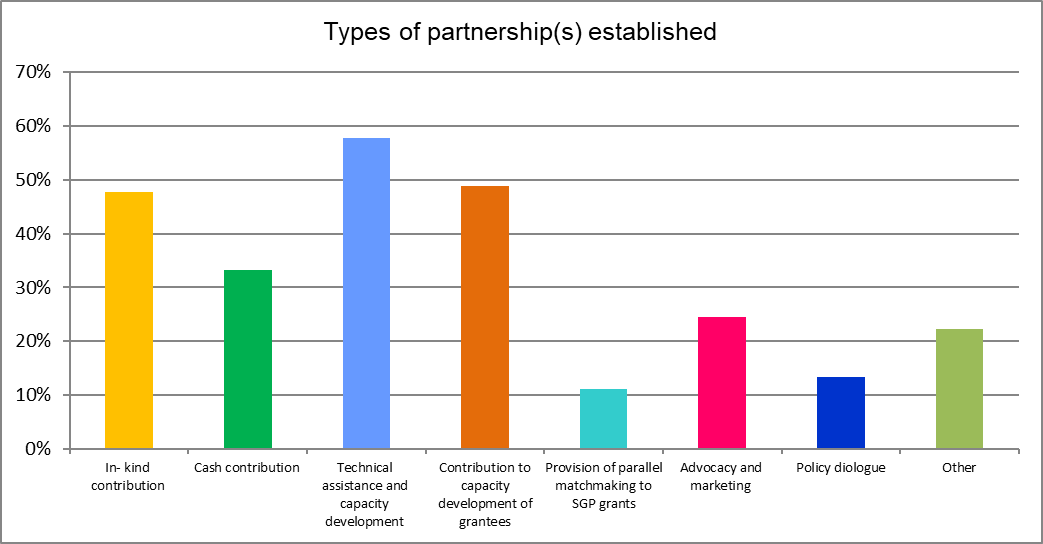 Types of partnership(s) established
70%
60%
50%
40%
30%
20%
10%
0%
In- kind
contribution
Cash contribution
Technical
assistance and
capacity
development
Contribution to
capacity
development of
grantees
Provision of parallel
matchmaking to
SGP grants
Advocacy and
marketing
Policy diologue
Other